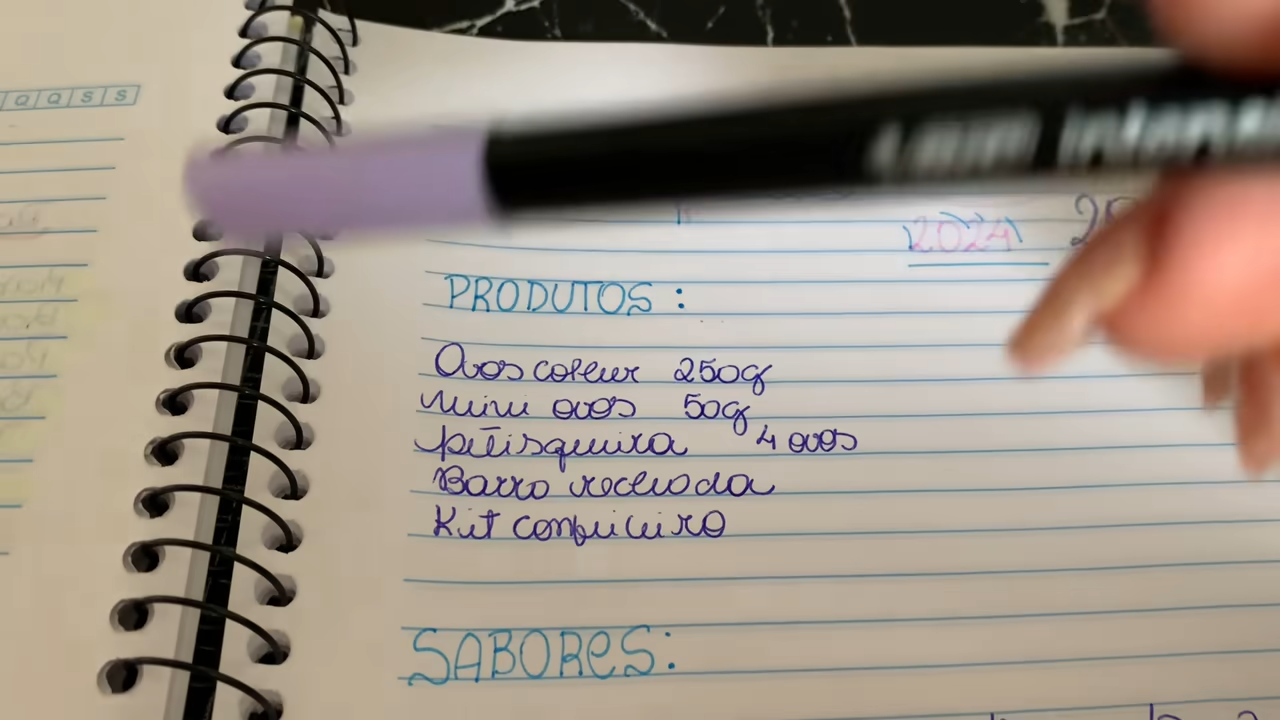 Q Q S S
2024
PRODUTOS:
Ovos colher 250g
Mini ovos 50g
petisqueira 4 ovos
Barra recheada
Kit confeiteiro
SABORES: